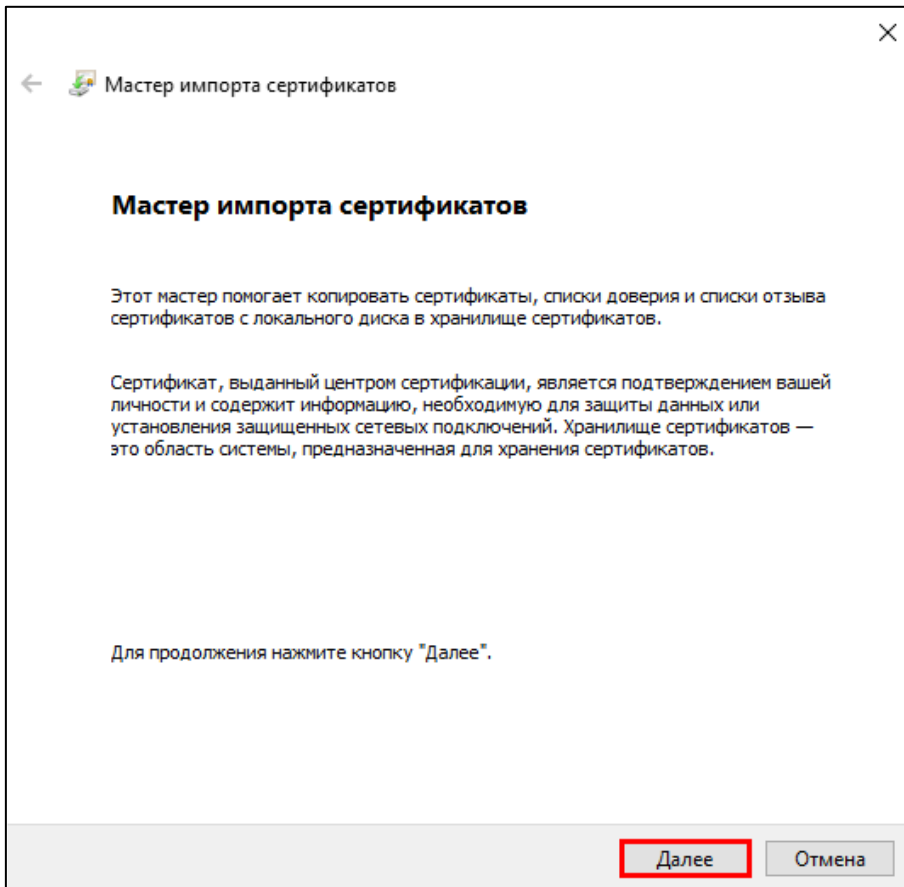 Мастер импорта сертификатов
Мастер импорта сертификатов
Этот мастер помогает копировать сертификаты, списки доверия и списки отзыва
сертификатов с локального диска в хранилище сертификатов.
Сертификат, выданный центром сертификации, является подтверждением вашей
личности и содержит информацию, необходимую для защиты данных или
установления защищенных сетевых подключений. Хранилище сертификатов —
это область системы, предназначенная для хранения сертификатов.
Для продолжения нажмите кнопку "Далее".
Далее
Отмена